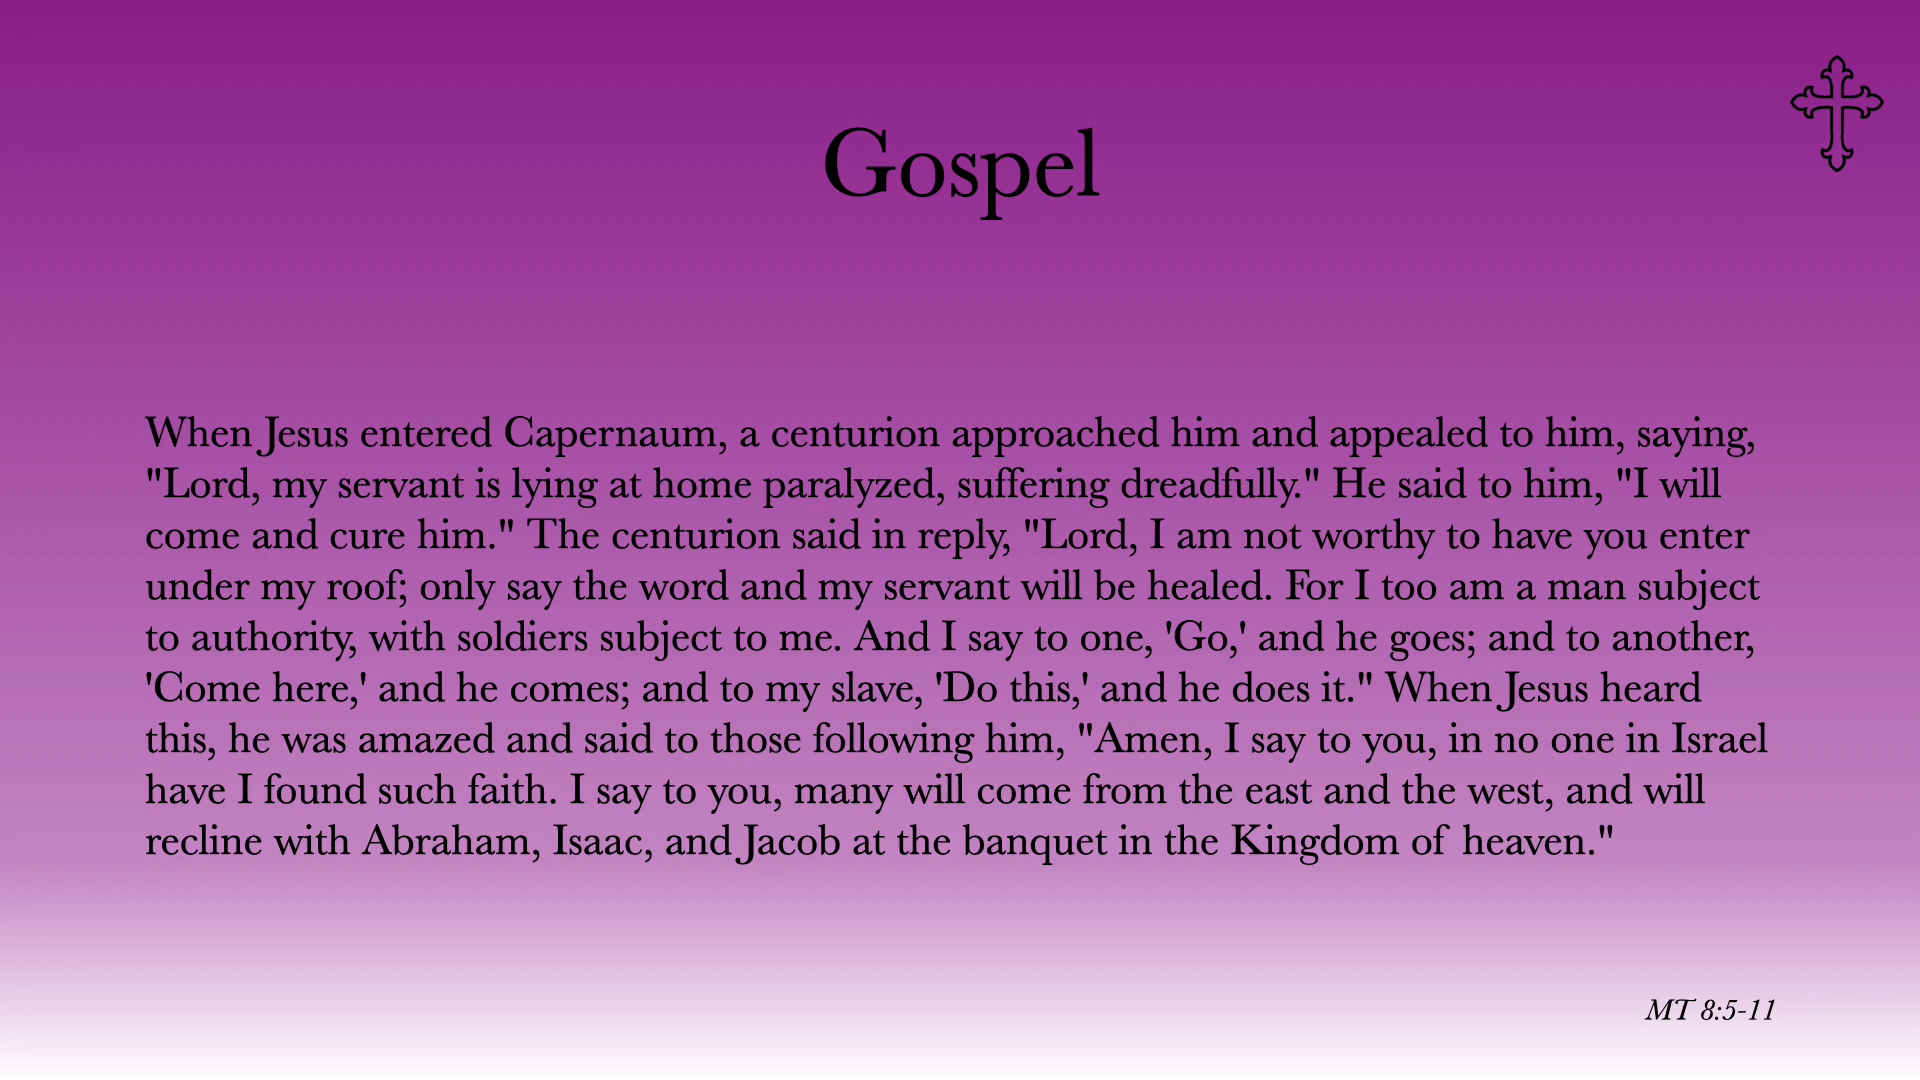 Gospel
When Jesus entered Capernaum, a centurion approached him and appealed to him, saying,
"Lord, my servant is lying at home paralyzed, suffering dreadfully." He said to him, "I will
come and cure him." The centurion said in reply, "Lord, I am not worthy to have you enter
under my roof; only say the word and my servant will be healed. For I too am a man subject
to authority, with soldiers subject to me. And I say to one, 'Go,' and he goes; and to another,
'Come here,' and he comes; and to my slave, 'Do this,' and he does it." When Jesus heard
this, he was amazed and said to those following him, "Amen, I say to you, in no one in Israel
have I found such faith. I say to you, many will come from the east and the west, and will
recline with Abraham, Isaac, and Jacob at the banquet in the Kingdom of heaven."
MT 8:5-11